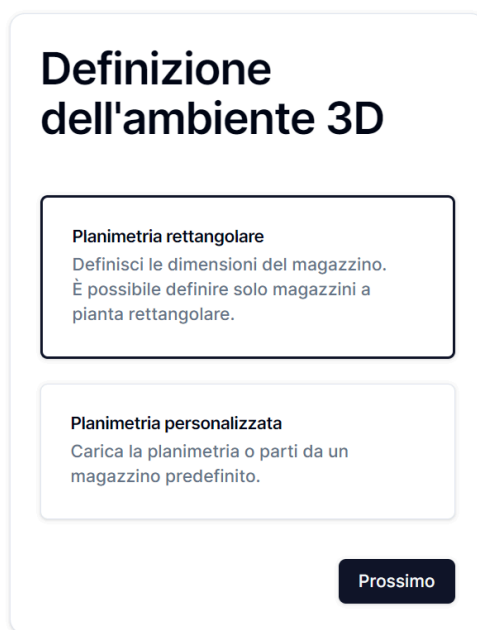 Definizione
dell'ambiente 3D
Planimetria rettangolare
Definisci le dimensioni del magazzino.
È possibile definire solo magazzini a
pianta rettangolare.
Planimetria personalizzata
Carica la planimetria o parti da un
magazzino predefinito.
Prossimo